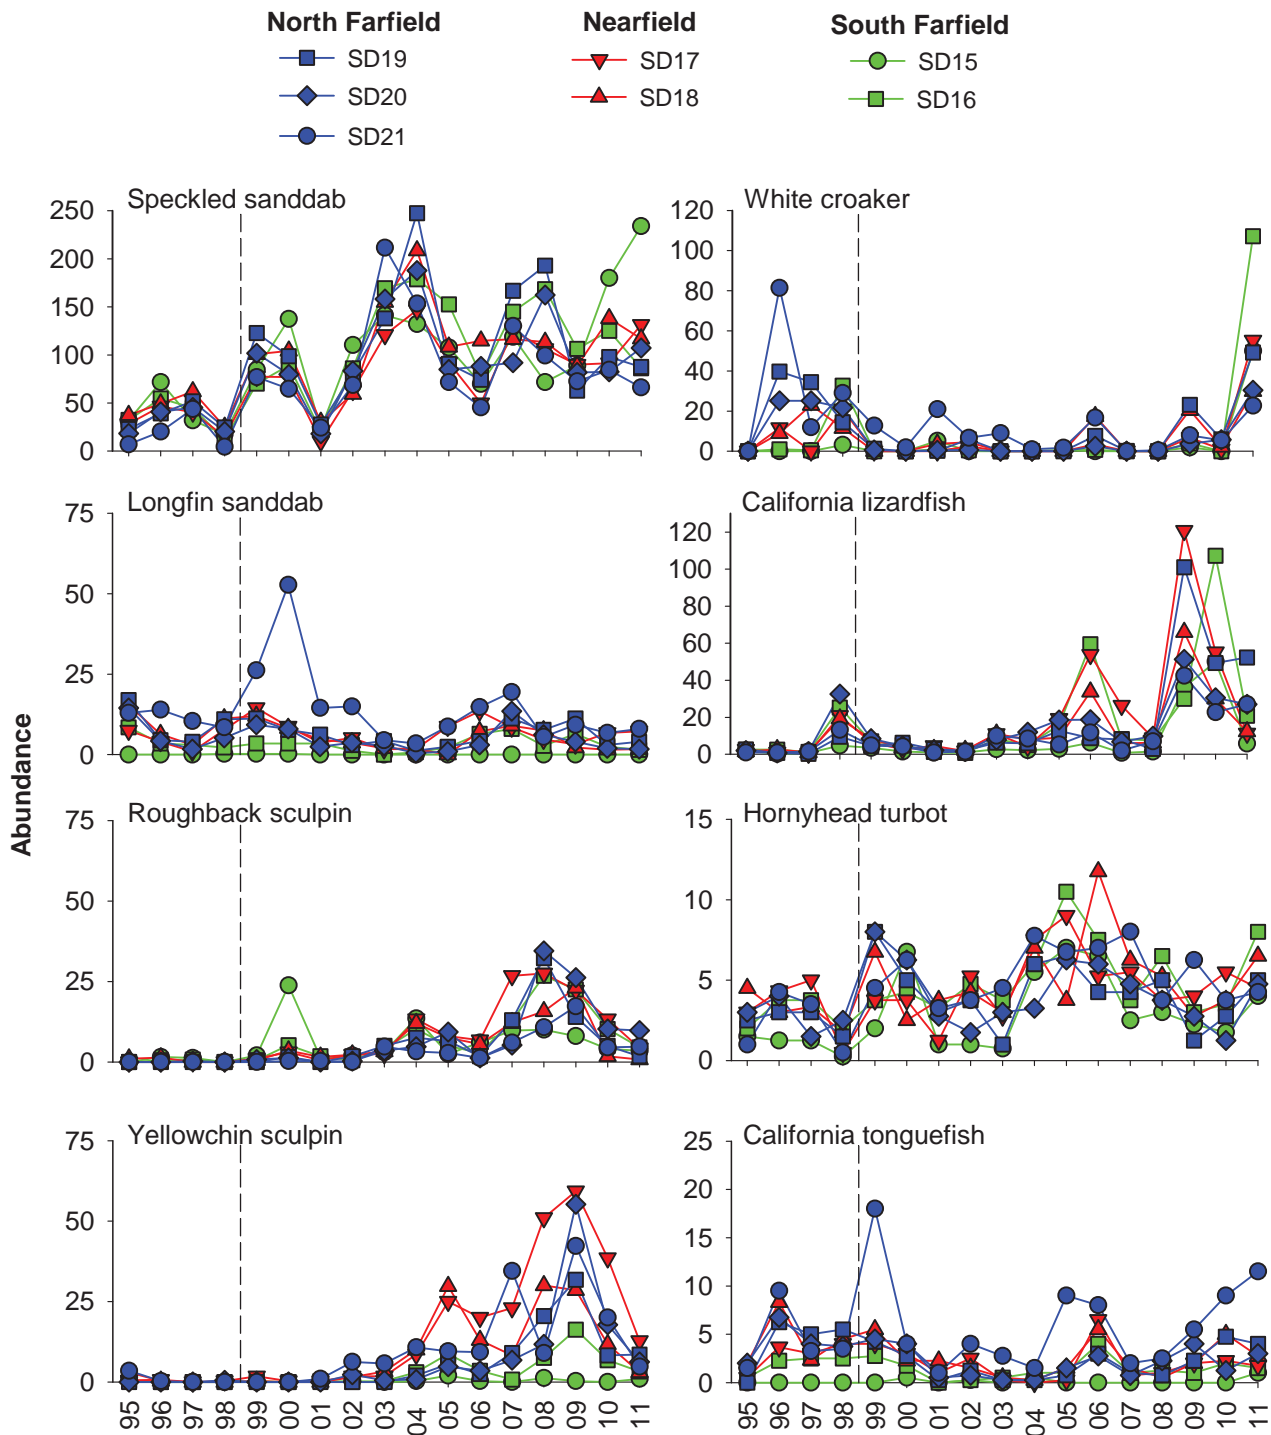 North Farfield
Nearfield
South Farfield
SD19
SD17
SD15
SD20
SD18
SD16
SD21
Abundance
Speckled sanddab
250
200
150
100
50
0
White croaker
120
100
80
60
40
20
0
Longfin sanddab
75
50
25
0
California lizardfish
120
100
80
60
40
20
0
Roughback sculpin
75
50
25
0
Hornyhead turbot
15
10
5
0
Yellowchin sculpin
75
50
25
0
95 96 97 98 99 00 01 02 03 04 05 06 07 08 09 10 11
California tonguefish
25
20
15
10
5
0
95 96 97 98 99 00 01 02 03 04 05 06 07 08 09 10 11